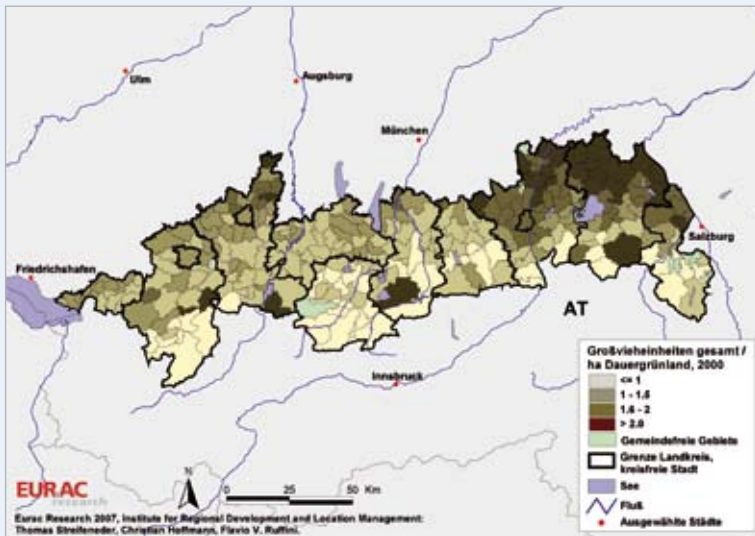 Ulm
Augsburg
München
Friedrichshafen
Salzburg
AT
Innsbruck
Großvieheinheiten gesamt /
ha Dauergrünland, 2000
<= 1
1 - 1.5
1.6 - 2
> 2.0
Gemeindefreie Gebiete
Grenze Landkreis,
kreisfreie Stadt
See
Fluß
Ausgewählte Städte
N
EURAC
research
0 25 50 Km
Eurac Research 2007, Institute for Regional Development and Location Management:
Thomas Streifeneder, Christian Hoffmann, Flavio V. Ruffini.